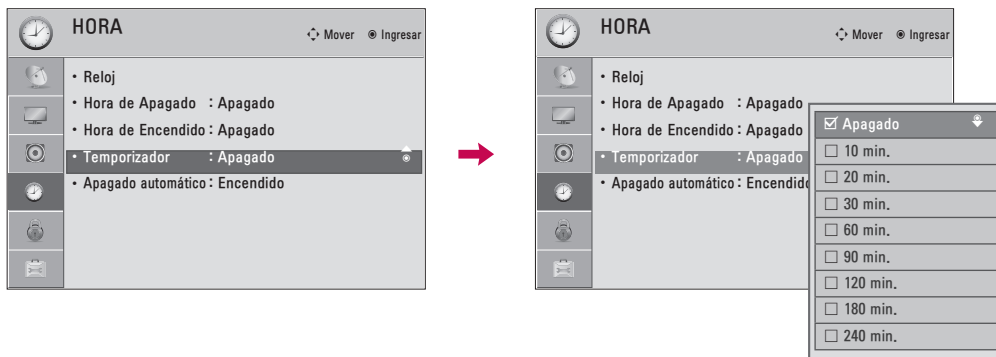 HORA
Mover Ingresar
• Reloj
• Hora de Apagado : Apagado
• Hora de Encendido : Apagado
• Temporizador : Apagado
• Apagado automático : Encendido
HORA
Mover Ingresar
• Reloj
• Hora de Apagado : Apagado
• Hora de Encendido : Apagado
• Temporizador : Apagado
• Apagado automático : Encendido
Apagado
10 min.
20 min.
30 min.
60 min.
90 min.
120 min.
180 min.
240 min.